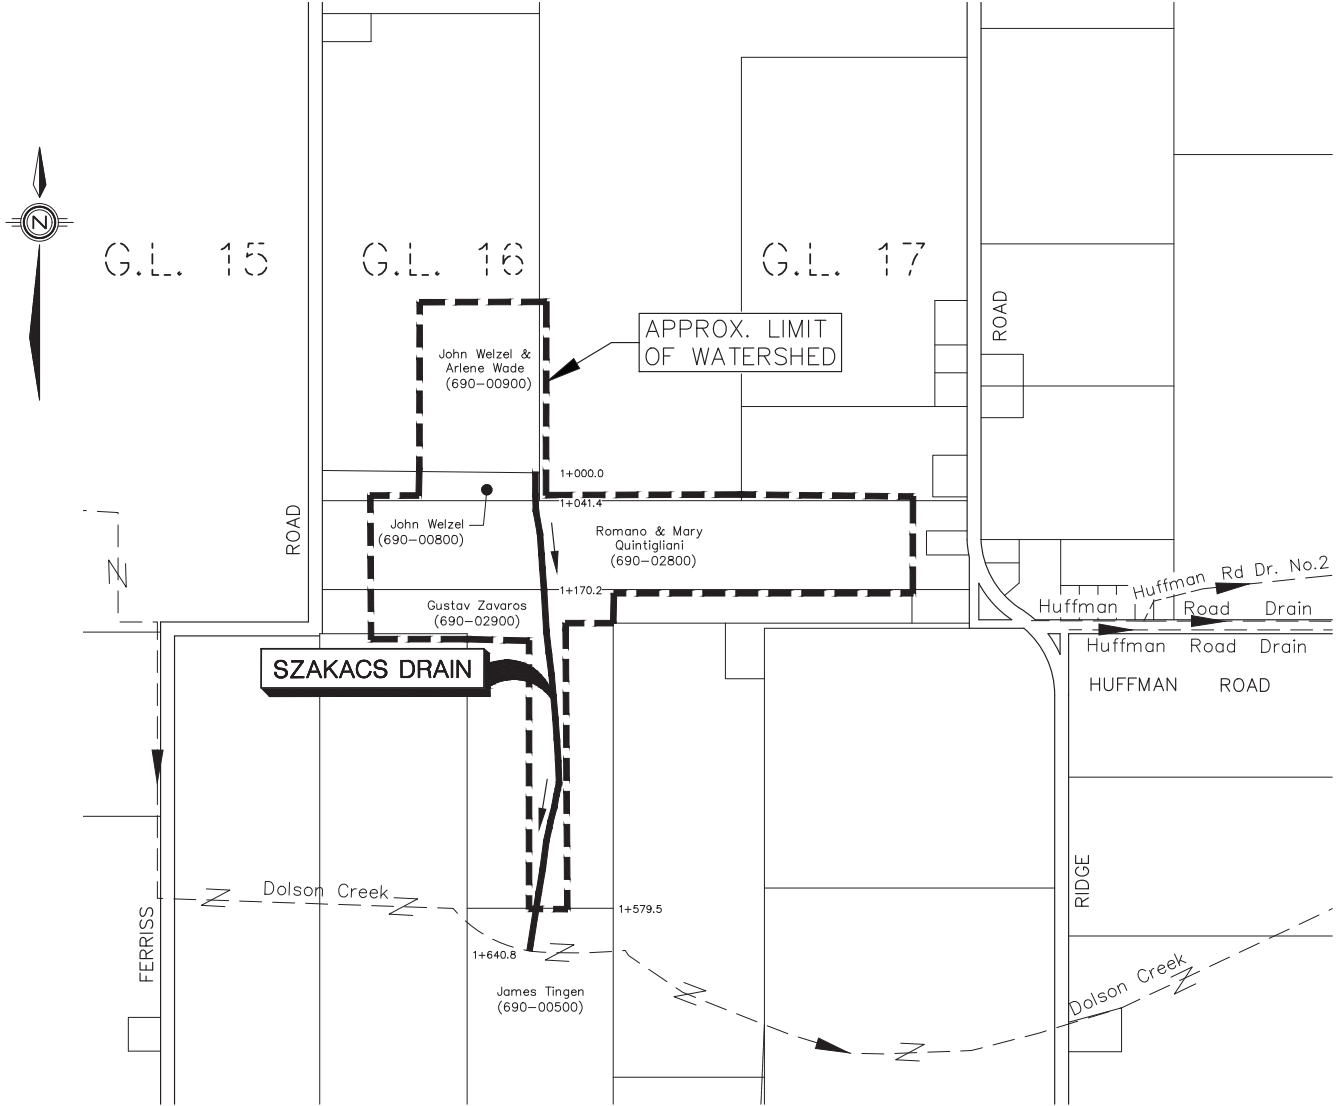 N
G.L. 15
G.L. 16
G.L. 17
ROAD
APPROX. LIMIT
OF WATERSHED
John Welzel &
Arlene Wade
(690-00900)
1+000.0
1+041.4
ROAD
John Welzel
(690-00800)
Romano & Mary
Quintigliani
(690-02800)
1+170.2
Huffman Rd Dr. No.2
Gustav Zavaros
(690-02900)
Huffman Road Drain
Huffman Road Drain
SZAKACS DRAIN
HUFFMAN ROAD
RIDGE
Dolson Creek
FERRISS
1+579.5
1+640.8
Dolson Creek
James Tingen
(690-00500)